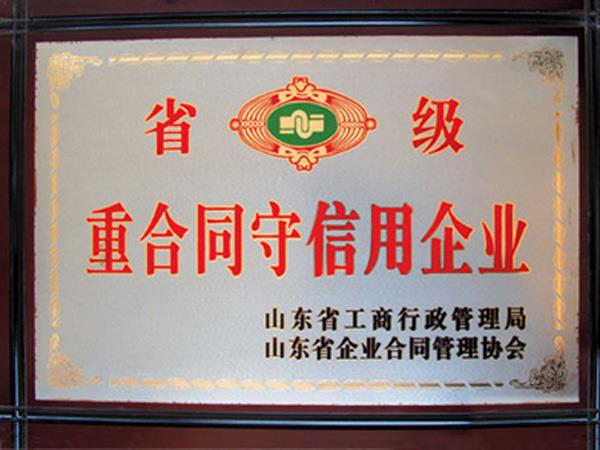 省级
重合同守信用企业
山东省工商行政管理局
山东省企业合同管理协会